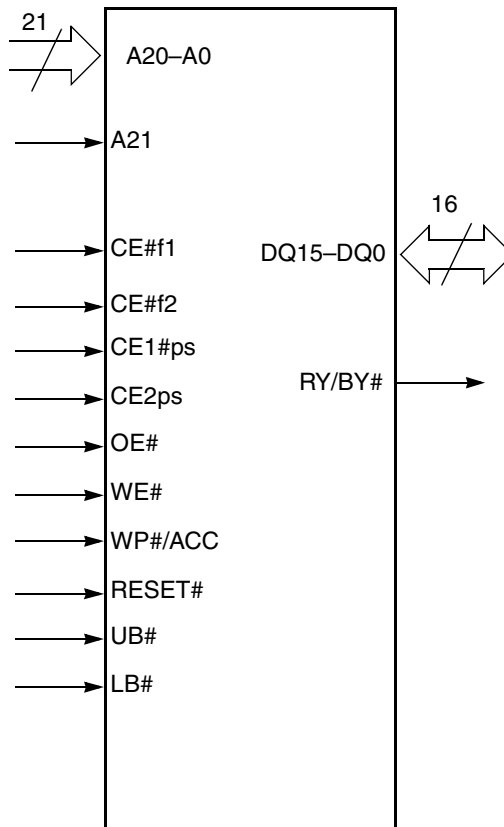 21
A20–A0
A21
16
CE#f1
DQ15–DQ0
CE#f2
CE1#ps
RY/BY#
CE2ps
OE#
WE#
WP#/ACC
RESET#
UB#
LB#